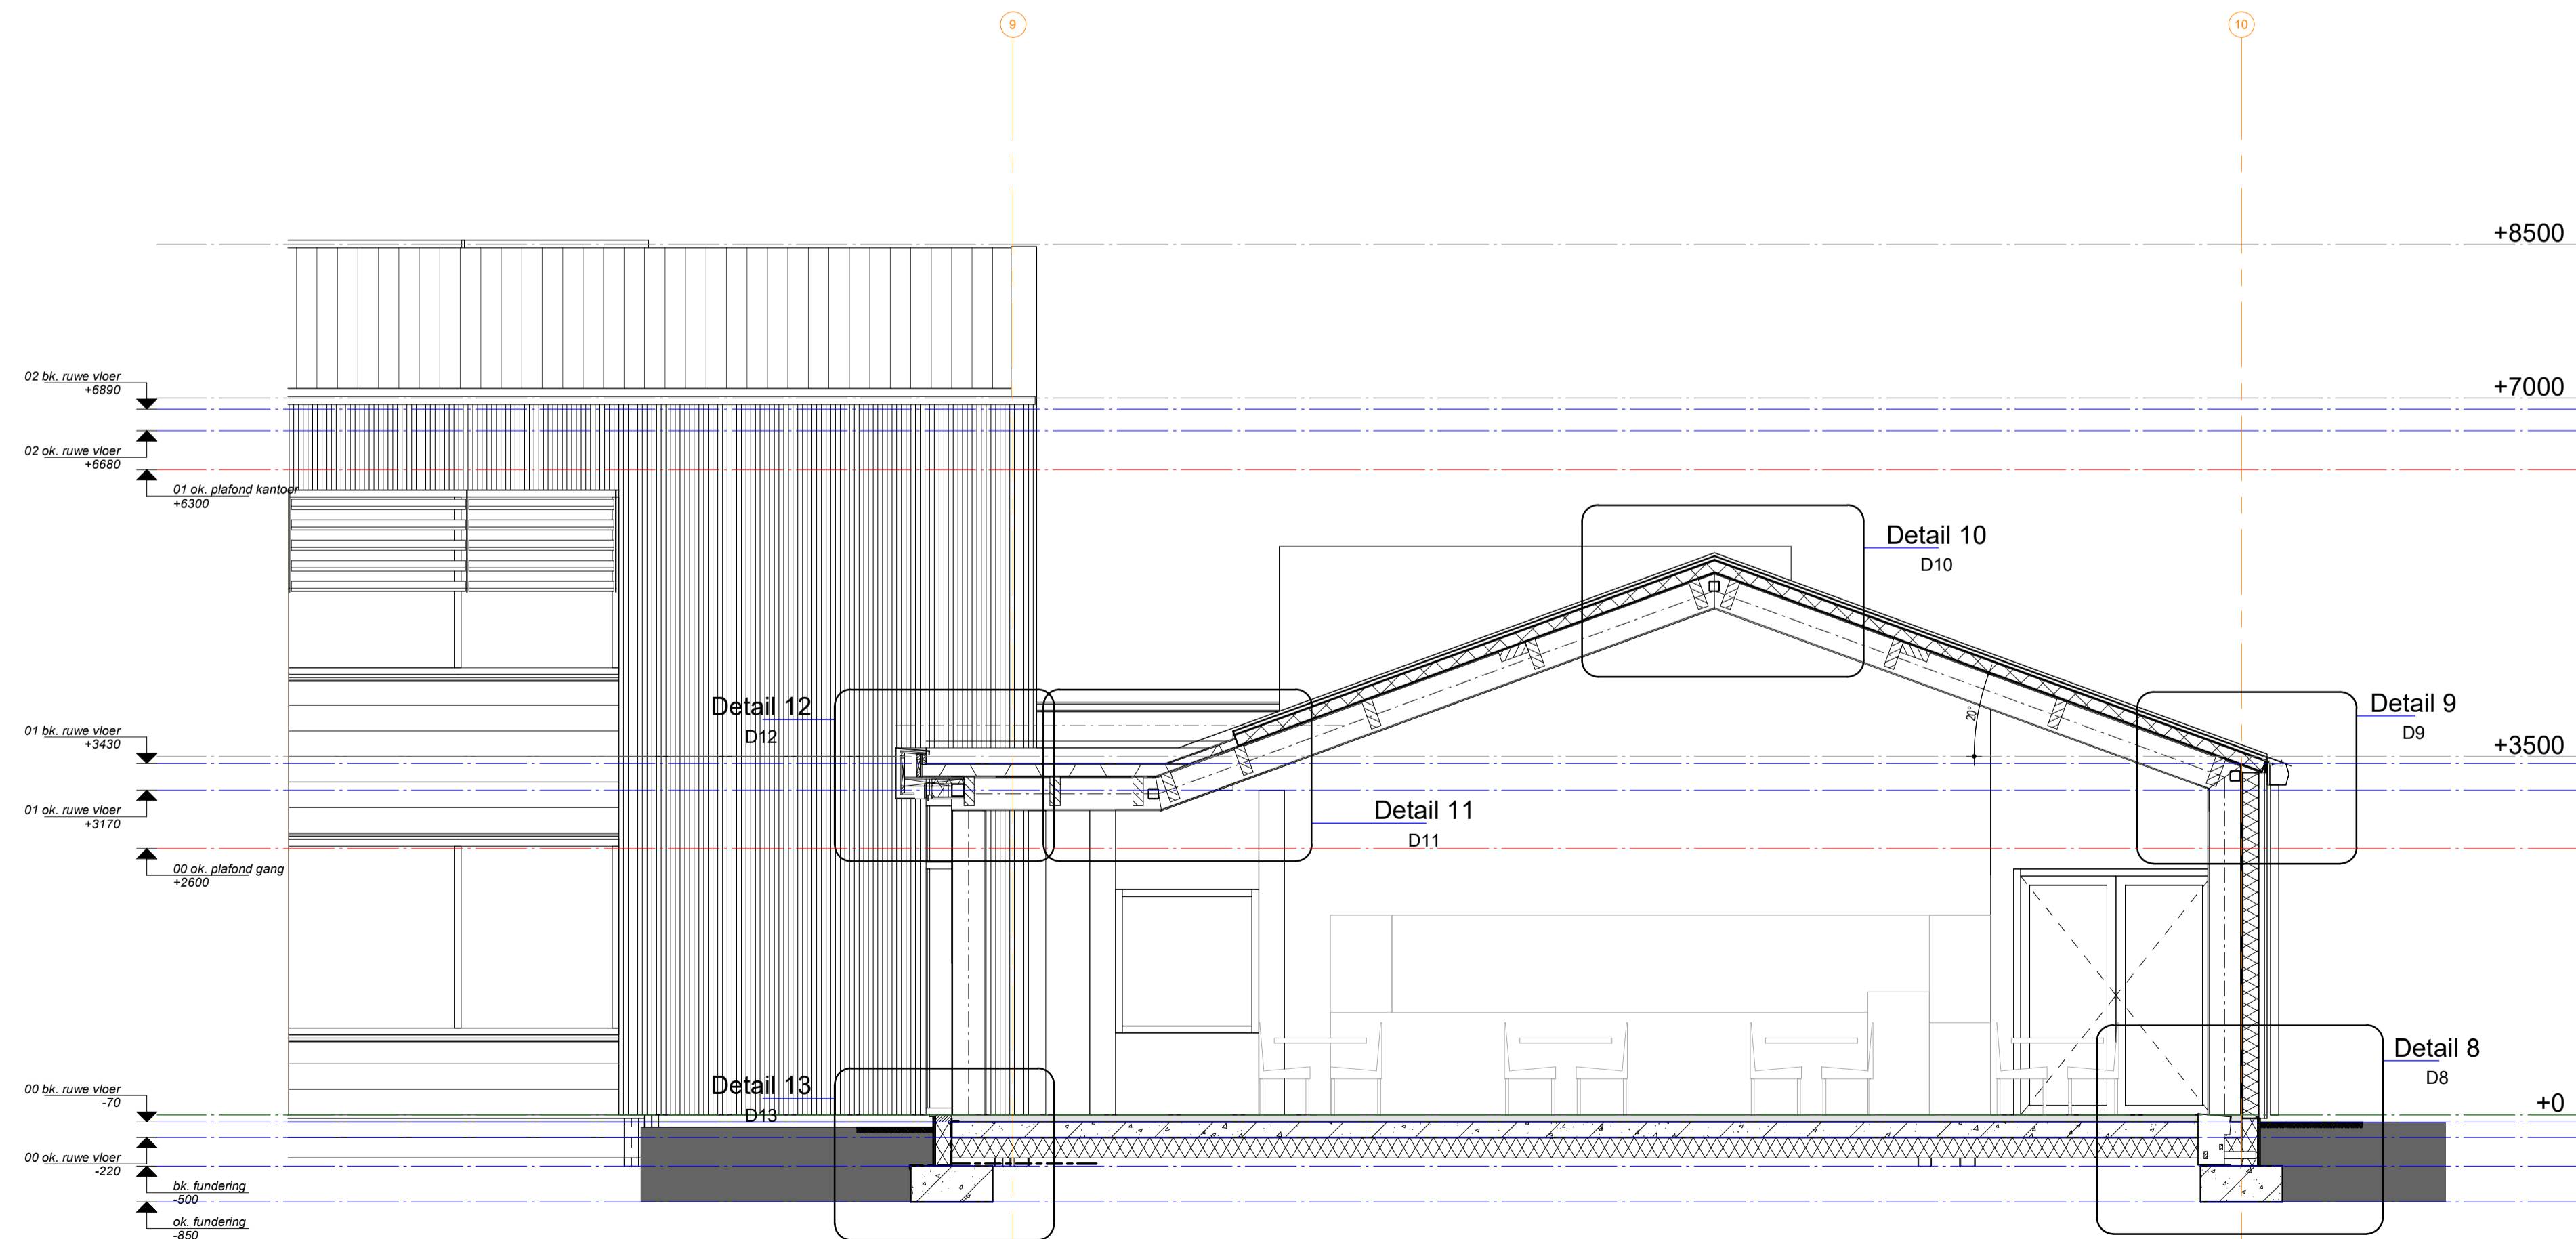 9
10
+8500
02 bk. ruwe vloer
+6890
+7000
02 ok. ruwe vloer
+6680
01 ok. plafond kantoor
+6300
Detail 10
D10
Detail 12
D12
Detail 9
D9
20°
01 bk. ruwe vloer
+3430
+3500
01 ok. ruwe vloer
+3170
Detail 11
D11
00 ok. plafond gang
+2600
Detail 8
D8
00 bk. ruwe vloer
-70
Detail 13
D13
+0
00 ok. ruwe vloer
-220
bk. fundering
-500
ok. fundering
-850